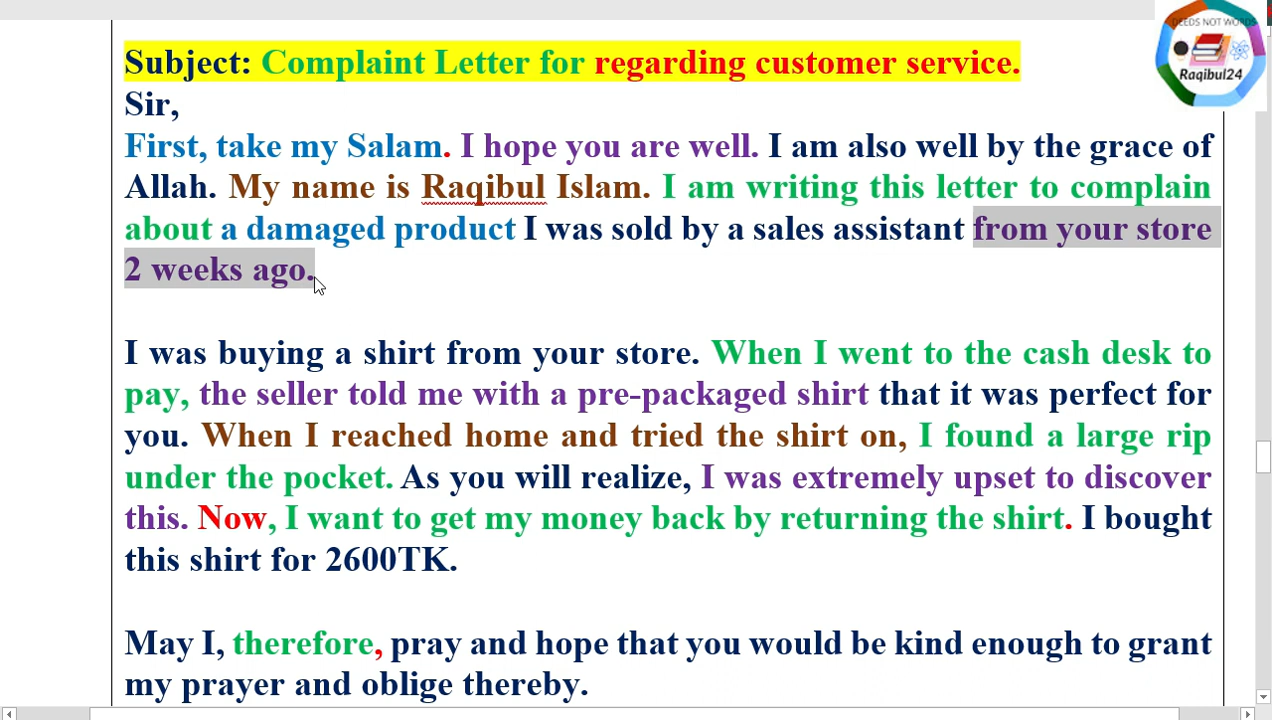 DEEDS NOT WORDS
Raqibul24
Subject: Complaint Letter for regarding customer service.
Sir,
First, take my Salam. I hope you are well. I am also well by the grace of
Allah. My name is Raqibul Islam. I am writing this letter to complain
about a damaged product I was sold by a sales assistant from your store
2 weeks ago.
I was buying a shirt from your store. When I went to the cash desk to
pay, the seller told me with a pre-packaged shirt that it was perfect for
you. When I reached home and tried the shirt on, I found a large rip
under the pocket. As you will realize, I was extremely upset to discover
this. Now, I want to get my money back by returning the shirt. I bought
this shirt for 2600TK.
May I, therefore, pray and hope that you would be kind enough to grant
my prayer and oblige thereby.